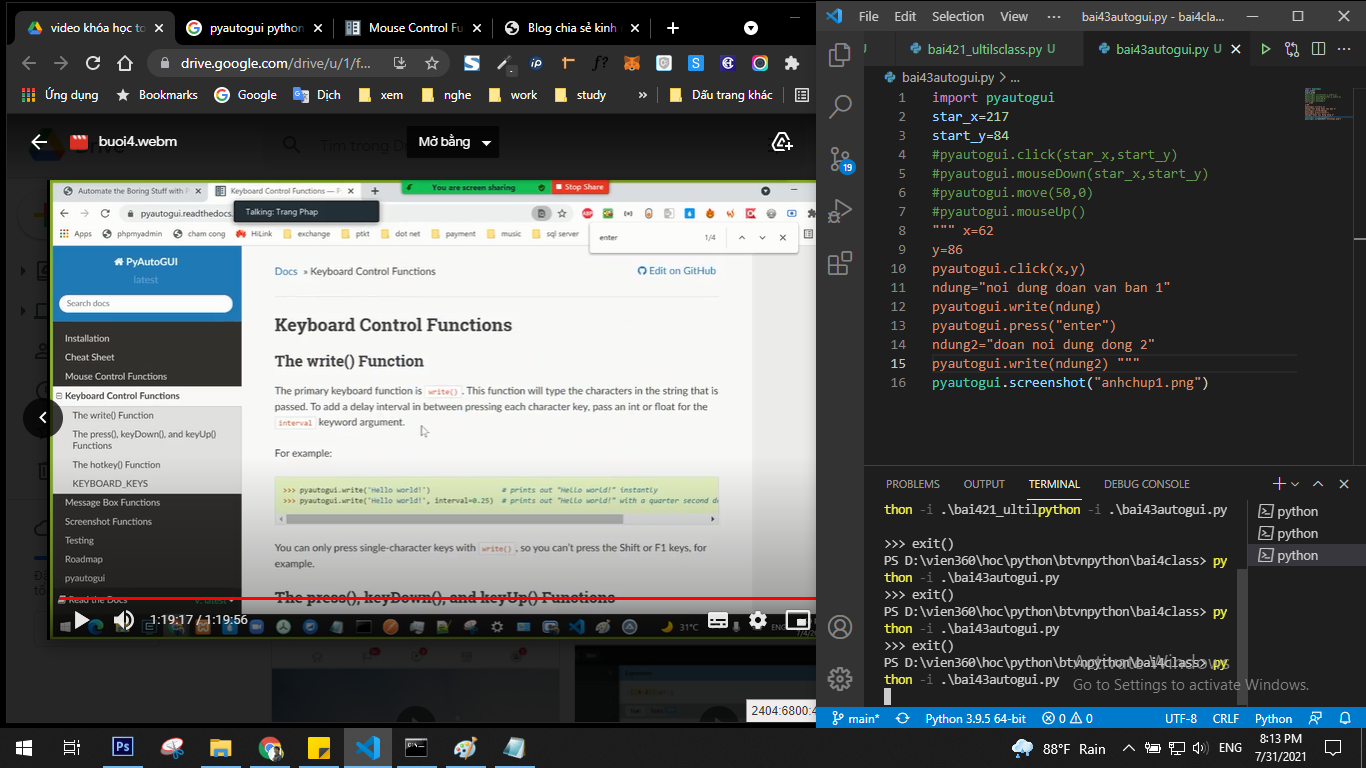 video khóa học to
pyautogui python
Mouse Control Fu
Blog chia sẻ kinh
drive.google.com/drive/u/1/f...
Ứng dụng
Bookmarks
Google
Dịch
xem
nghe
work
study
»
Dấu trang khác
buoi4.webm
Mở bằng
Tìm trong
Automate the Boring Stuff with P
Keyboard Control Functions — P
You are screen sharing
Stop Share
pyautogui.readthedocs.
Talking: Trang Phap
Apps
phpmyadmin
cham cong
HiLink
exchange
ptkt
dot net
payment
music
sql server
enter
1/4
PyAutoGUI
latest
Search docs
Installation
Cheat Sheet
Mouse Control Functions
Keyboard Control Functions
The write() Function
The press(), keyDown(), and keyUp()
Functions
The hotkey() Function
KEYBOARD_KEYS
Message Box Functions
Screenshot Functions
Testing
Roadmap
pyautogui
Read the Docs
v: latest
Docs » Keyboard Control Functions
Edit on GitHub
Keyboard Control Functions
The write() Function
The primary keyboard function is write() . This function will type the characters in the string that is
passed. To add a delay interval in between pressing each character key, pass an int or float for the
interval keyword argument.
For example:
>>> pyautogui.write('Hello world!') # prints out "Hello world!" instantly
>>> pyautogui.write('Hello world!', interval=0.25) # prints out "Hello world!" with a quarter second de
You can only press single-character keys with write() , so you can't press the Shift or F1 keys, for
example.
The press(), keyDown(), and keyUp() Functions
1:19:17 / 1:19:56
31°C
ENG
2404:6800:4
File Edit Selection View ···
bai43autogui.py - bai4cla...
bai421_ultilsclass.py U
bai43autogui.py U
bai43autogui.py > ...
19
1 import pyautogui
2 star_x=217
3 start_y=84
4 #pyautogui.click(star_x,start_y)
5 #pyautogui.mouseDown(star_x,start_y)
6 #pyautogui.move(50,0)
7 #pyautogui.mouseUp()
8 """ x=62
9 y=86
10 pyautogui.click(x,y)
11 ndung="noi dung doan van ban 1"
12 pyautogui.write(ndung)
13 pyautogui.press("enter")
14 ndung2="doan noi dung dong 2"
15 pyautogui.write(ndung2) """
16 pyautogui.screenshot("anhchup1.png")
PROBLEMS OUTPUT TERMINAL DEBUG CONSOLE
thon -i .\bai421_ultilpython -i .\bai43autogui.py
>>> exit()
PS D:\vien360\hoc\python\btvnpython\bai4class> py
thon -i .\bai43autogui.py
>>> exit()
PS D:\vien360\hoc\python\btvnpython\bai4class> py
thon -i .\bai43autogui.py
>>> exit()
PS D:\vien360\hoc\python\btvnpython\bai4class> py
thon -i .\bai43autogui.py
python
python
python
Activate Windows
Go to Settings to activate Windows.
main*
Python 3.9.5 64-bit
0 0
UTF-8
CRLF
Python
88°F Rain
ENG
8:13 PM
7/31/2021